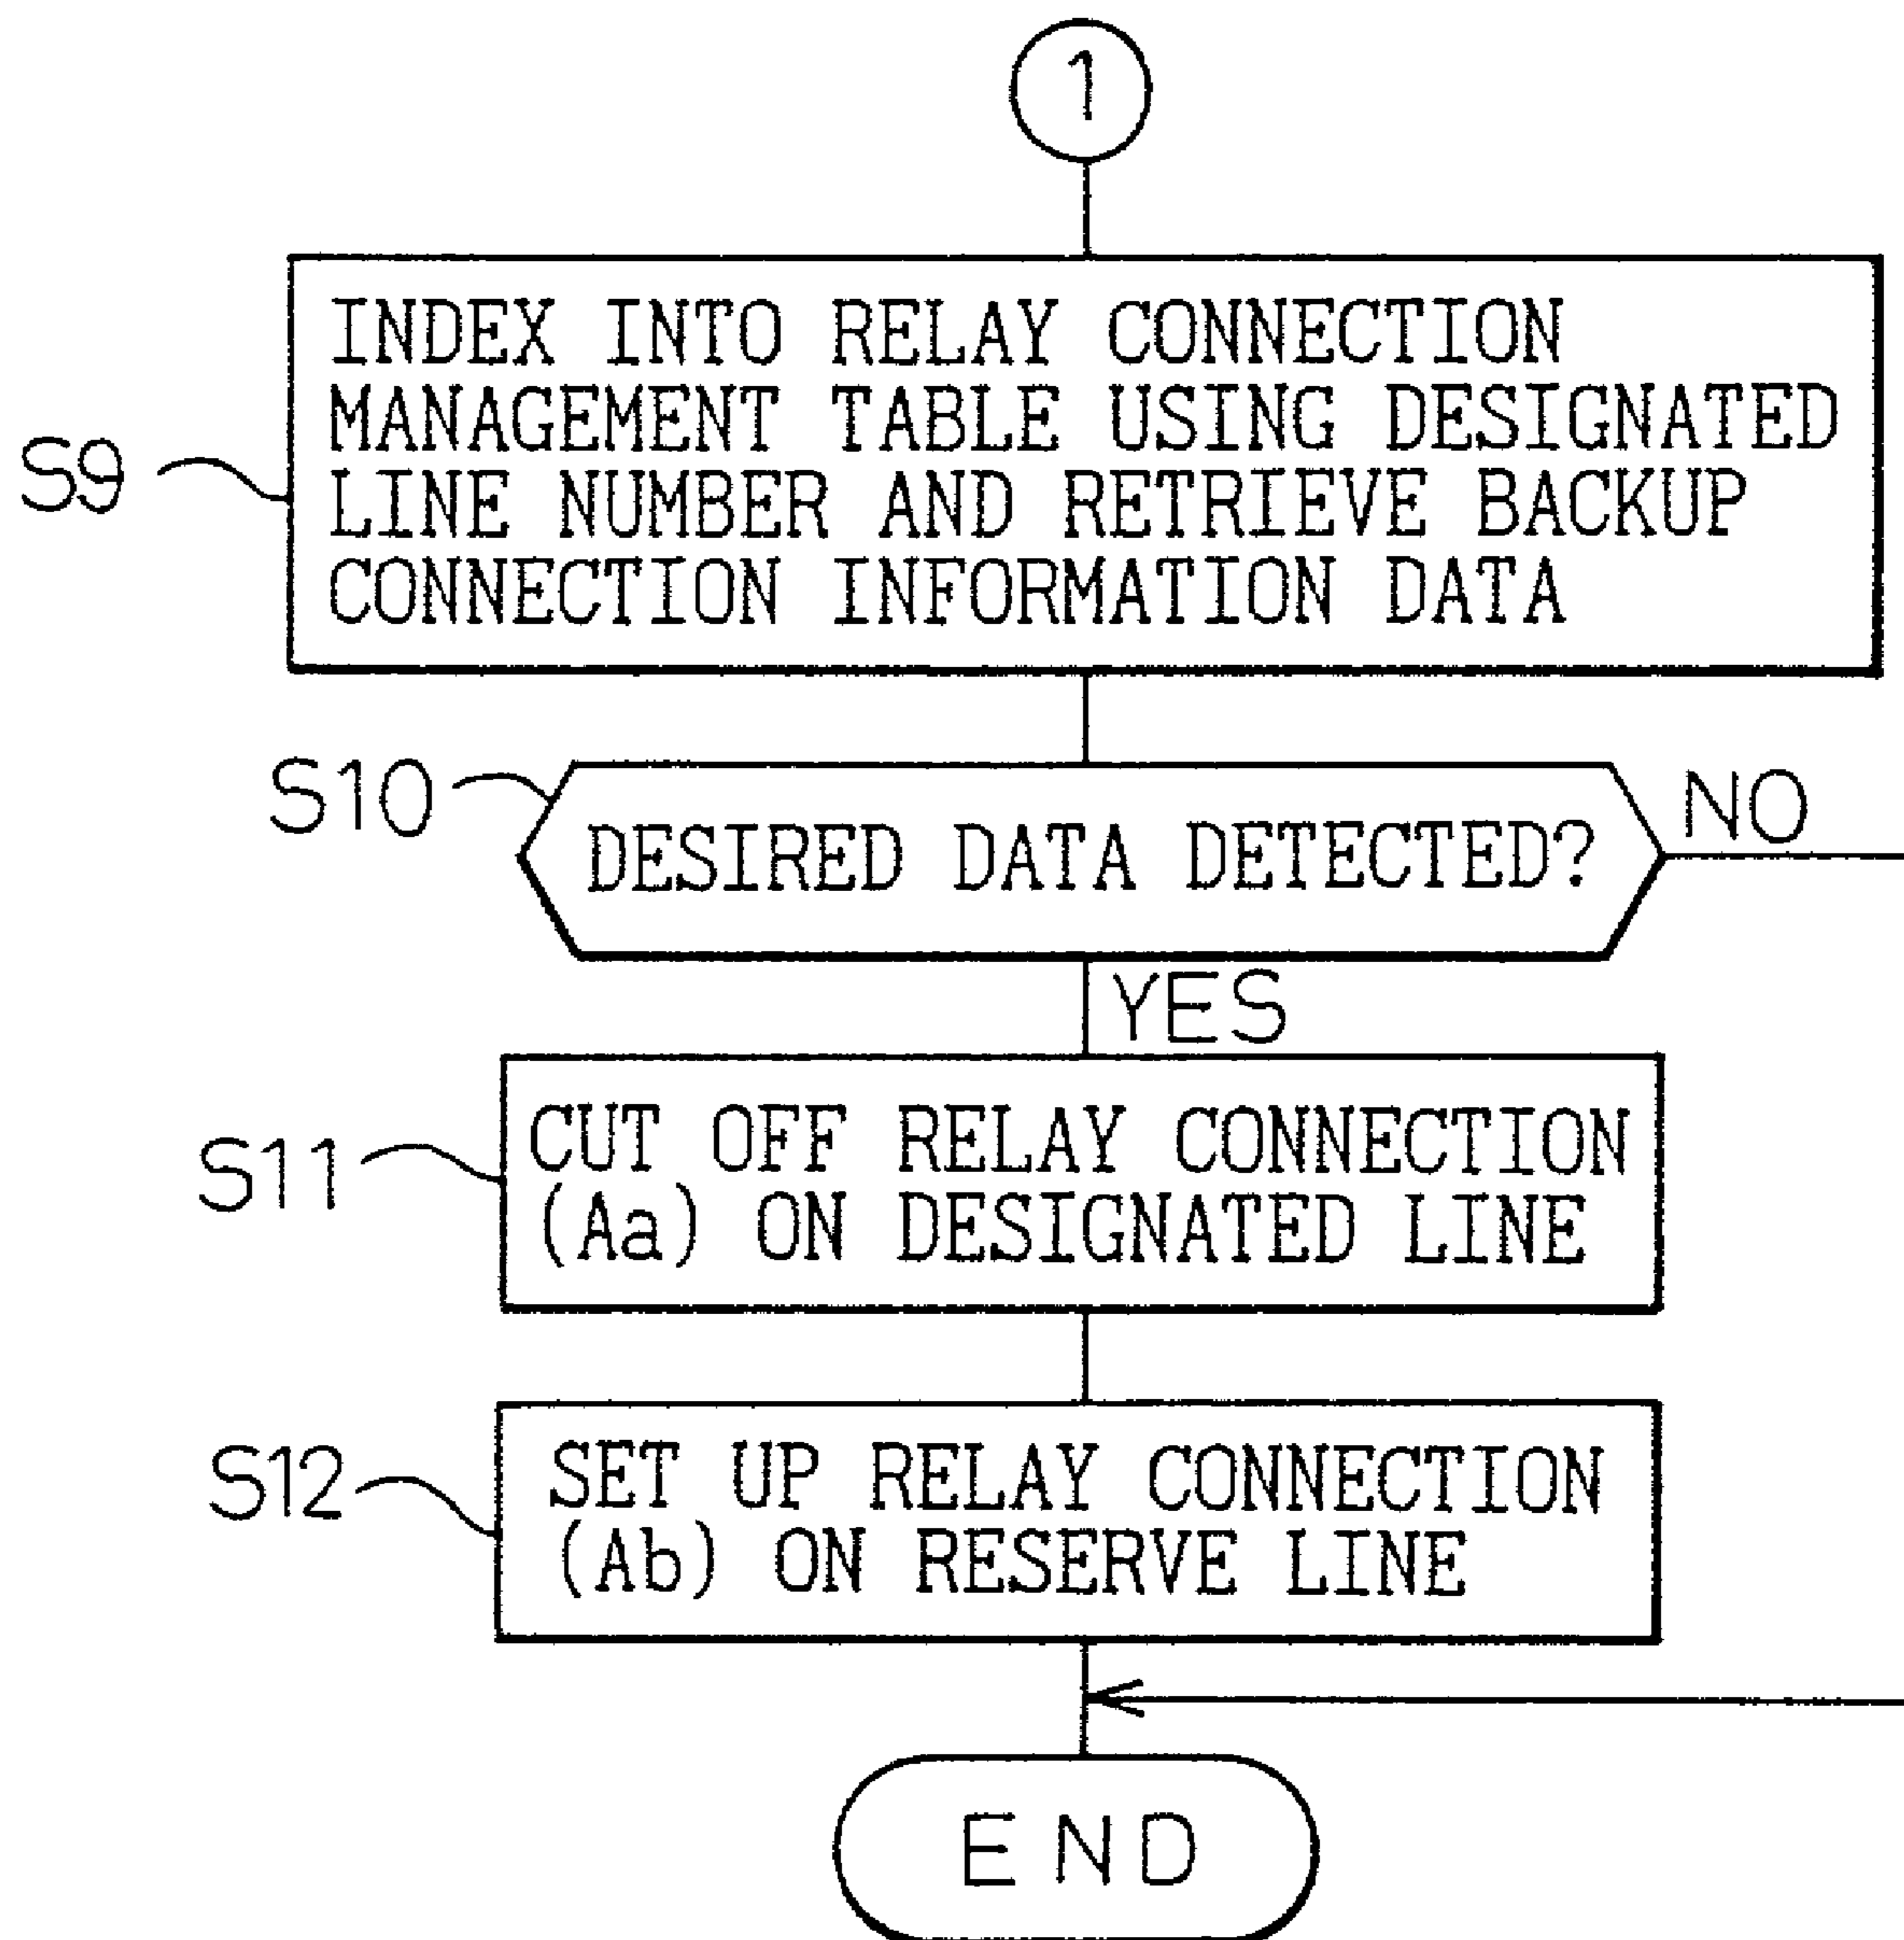 1
INDEX INTO RELAY CONNECTION
MANAGEMENT TABLE USING DESIGNATED
LINE NUMBER AND RETRIEVE BACKUP
CONNECTION INFORMATION DATA
S9
S10
DESIRED DATA DETECTED?
NO
YES
S11
CUT OFF RELAY CONNECTION
(Aa) ON DESIGNATED LINE
S12
SET UP RELAY CONNECTION
(Ab) ON RESERVE LINE
END